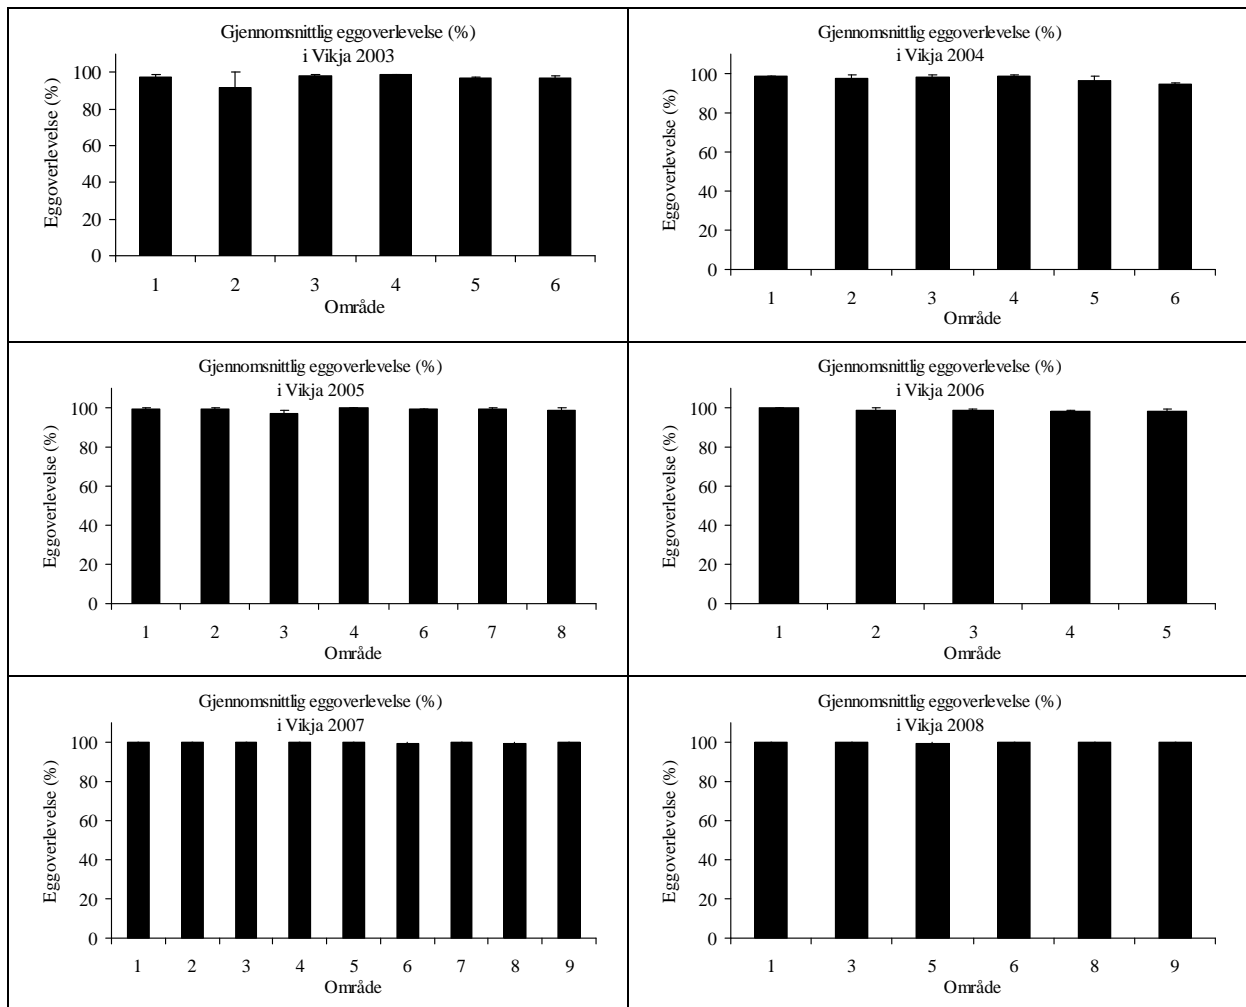 Gjennomsnittlig eggoverlevelse (%)
i Vikja 2003
Eggoverlevelse (%)
100
80
60
40
20
0
1 2 3 4 5 6
Område
Gjennomsnittlig eggoverlevelse (%)
i Vikja 2004
Eggoverlevelse (%)
100
80
60
40
20
0
1 2 3 4 5 6
Område
Gjennomsnittlig eggoverlevelse (%)
i Vikja 2005
Eggoverlevelse (%)
100
80
60
40
20
0
1 2 3 4 6 7 8
Område
Gjennomsnittlig eggoverlevelse (%)
i Vikja 2006
Eggoverlevelse (%)
100
80
60
40
20
0
1 2 3 4 5
Område
Gjennomsnittlig eggoverlevelse (%)
i Vikja 2007
Eggoverlevelse (%)
100
80
60
40
20
0
1 2 3 4 5 6 7 8 9
Område
Gjennomsnittlig eggoverlevelse (%)
i Vikja 2008
Eggoverlevelse (%)
100
80
60
40
20
0
1 3 5 6 8 9
Område